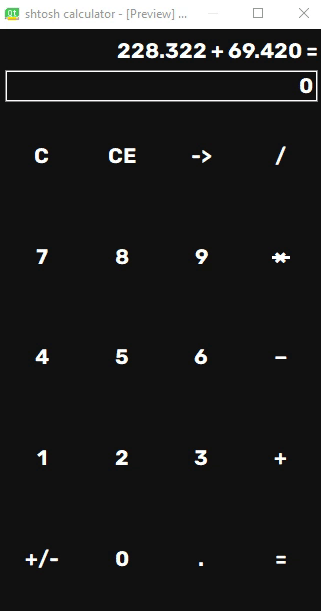 shtosh calculator - [Preview] ...
228.322 + 69.420 =
0
C CE -> /
7 8 9 *
4 5 6 -
1 2 3 +
+/- 0 . =